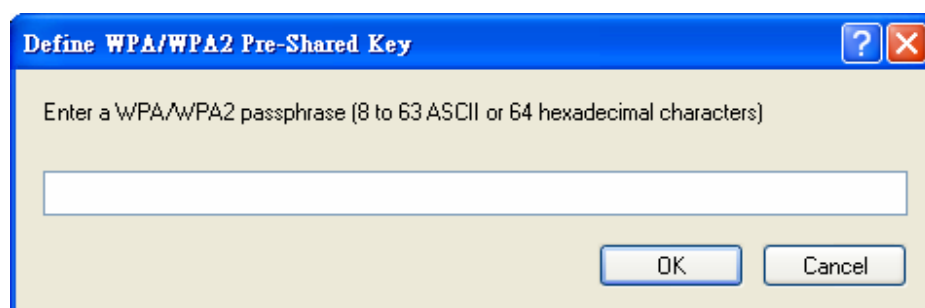 Define WPA/WPA2 Pre-Shared Key
Enter a WPA/WPA2 passphrase (8 to 63 ASCII or 64 hexadecimal characters)
OK Cancel